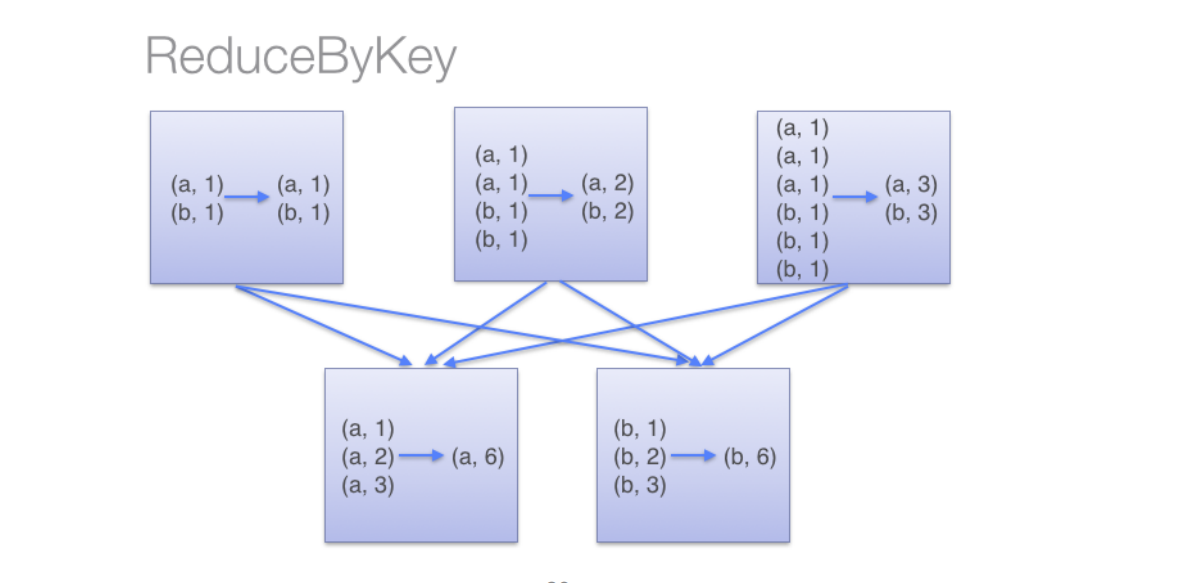 ReduceByKey
(a, 1)
(b, 1)
(a, 1)
(b, 1)
(a, 1)
(a, 1)
(b, 1)
(b, 1)
(a, 2)
(b, 2)
(a, 1)
(a, 1)
(a, 1)
(b, 1)
(b, 1)
(b, 1)
(a, 3)
(b, 3)
(a, 1)
(a, 2)
(a, 3)
(a, 6)
(b, 1)
(b, 2)
(b, 3)
(b, 6)